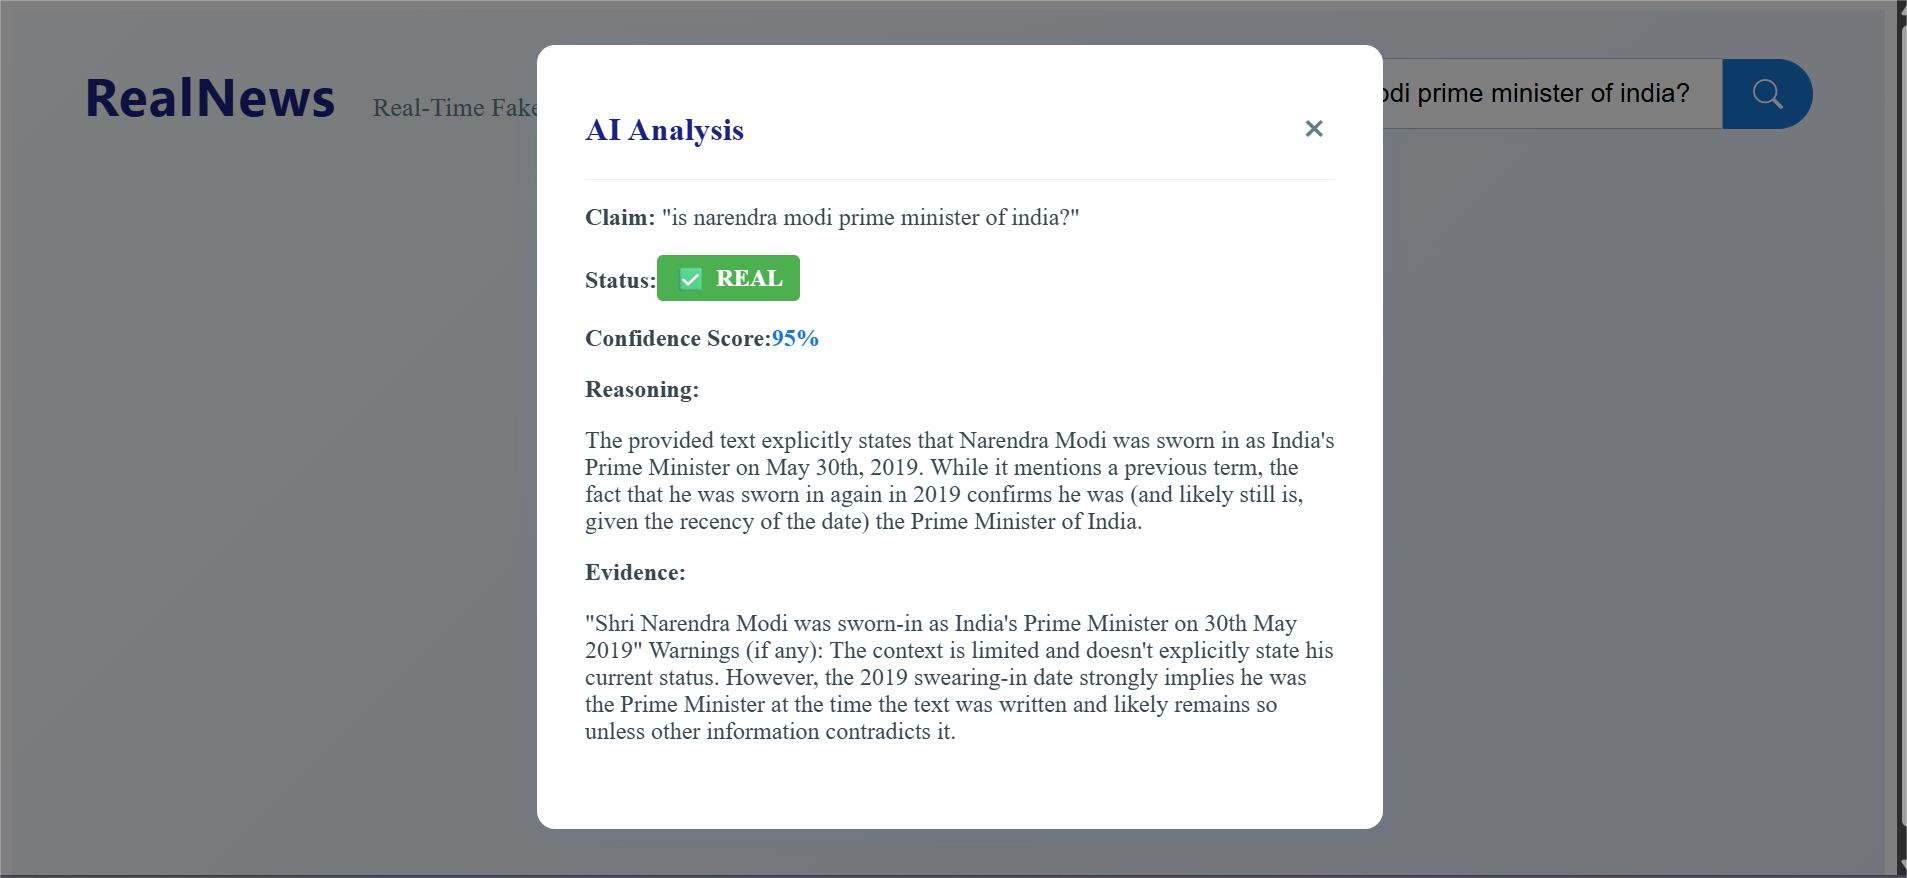 RealNews
Real-Time Fake
odi prime minister of india?
AI Analysis
×
Claim: "is narendra modi prime minister of india?"
Status: ✅ REAL
Confidence Score:95%
Reasoning:
The provided text explicitly states that Narendra Modi was sworn in as India's
Prime Minister on May 30th, 2019. While it mentions a previous term, the
fact that he was sworn in again in 2019 confirms he was (and likely still is,
given the recency of the date) the Prime Minister of India.
Evidence:
"Shri Narendra Modi was sworn-in as India's Prime Minister on 30th May
2019" Warnings (if any): The context is limited and doesn't explicitly state his
current status. However, the 2019 swearing-in date strongly implies he was
the Prime Minister at the time the text was written and likely remains so
unless other information contradicts it.